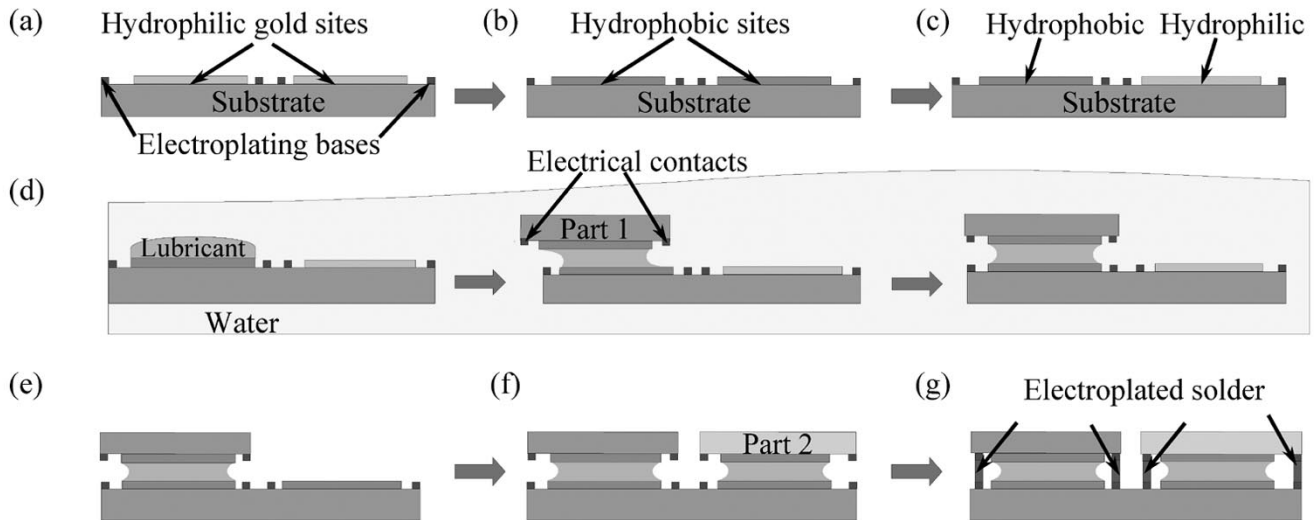 (a)
Hydrophilic gold sites
Substrate
Electroplating bases
(b)
Hydrophobic sites
Substrate
(c)
Hydrophobic Hydrophilic
Substrate
(d)
Lubricant
Water
Electrical contacts
Part 1
(e)
(f)
Part 2
(g)
Electroplated solder